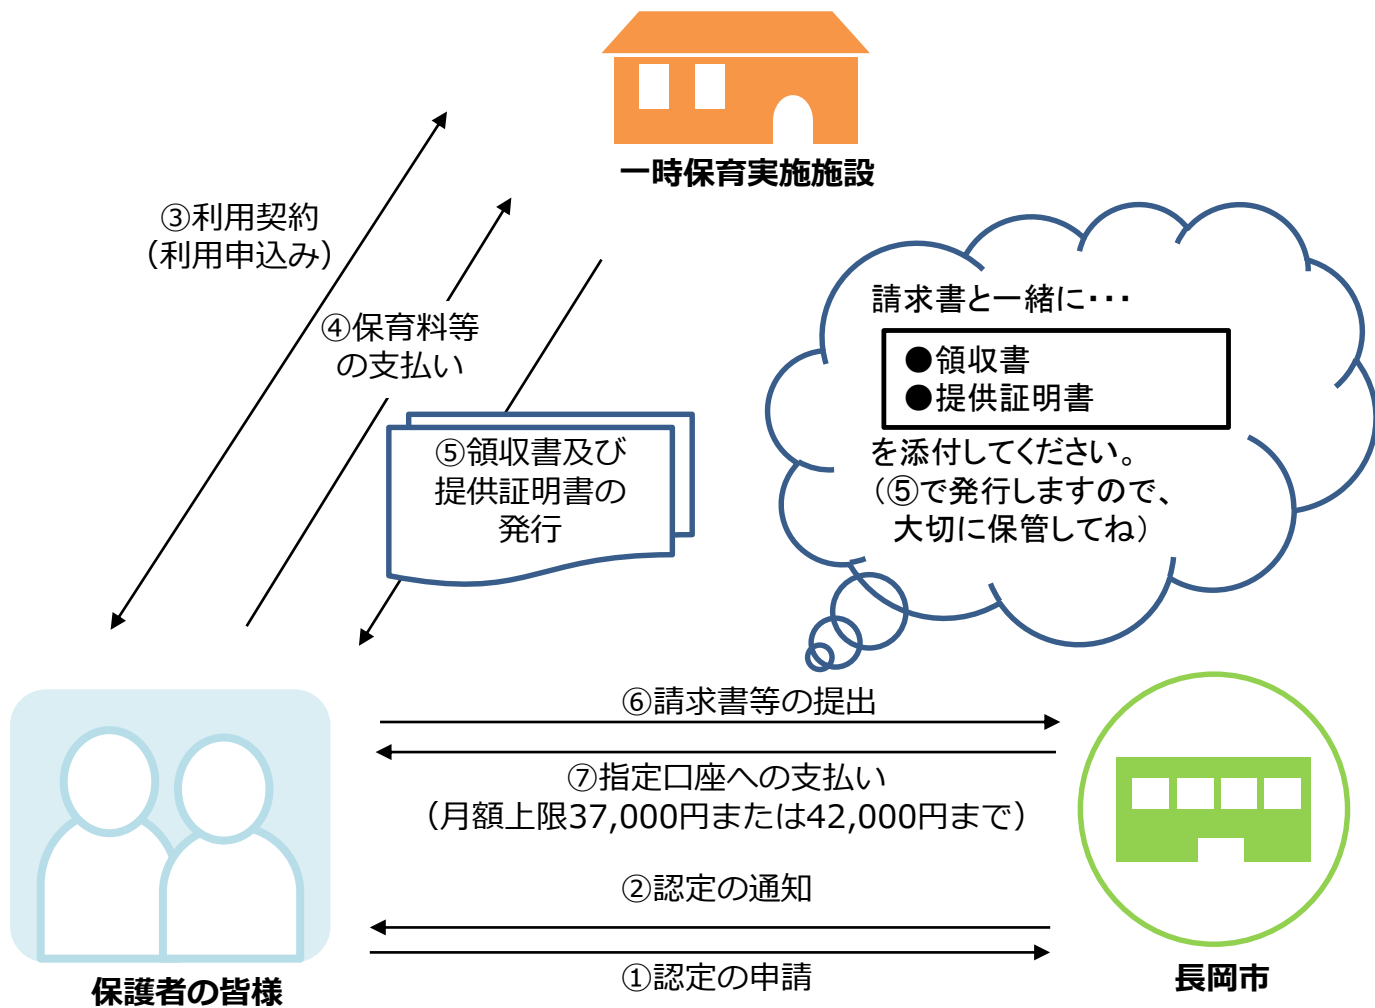 一時保育実施施設
③利用契約
（利用申込み）
④保育料等
の支払い
⑤領収書及び
提供証明書の
発行
請求書と一緒に・・・
●領収書
●提供証明書
を添付してください。
（⑤で発行しますので、
大切に保管してね）
⑥請求書等の提出
⑦指定口座への支払い
（月額上限37,000円または42,000円まで）
②認定の通知
①認定の申請
保護者の皆様
長岡市